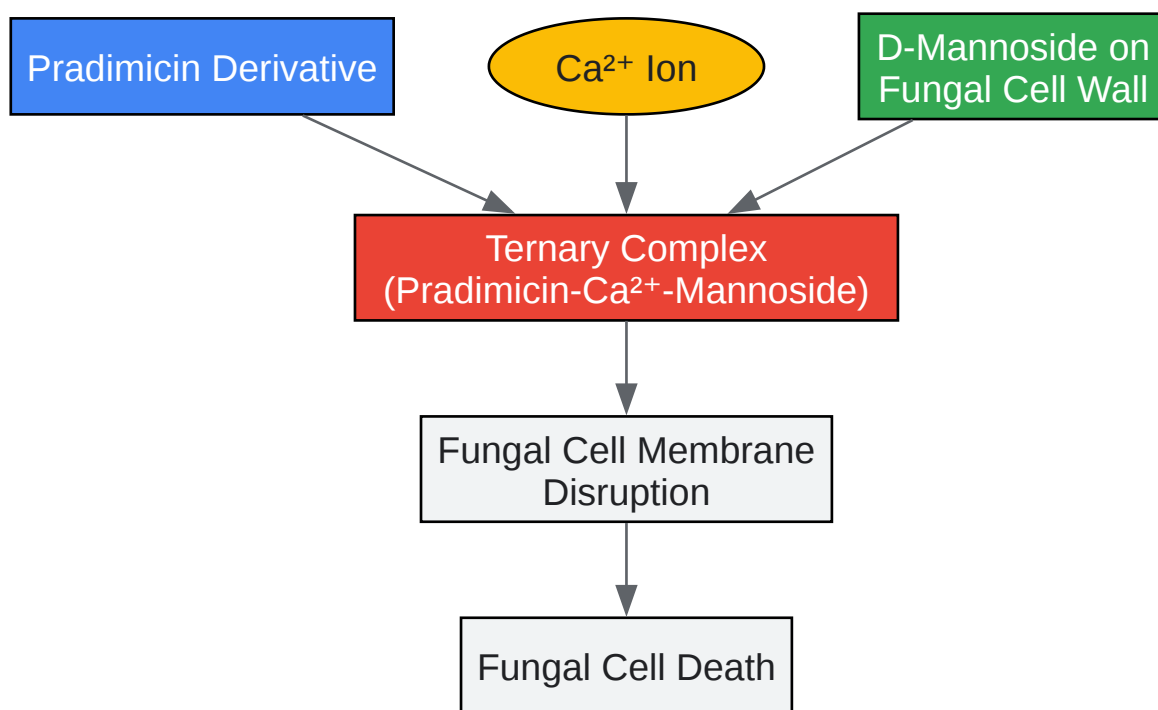 Pradimicin Derivative
Ca²⁺ Ion
D-Mannoside on
Fungal Cell Wall
Ternary Complex
(Pradimicin-Ca²⁺-Mannoside)
Fungal Cell Membrane
Disruption
Fungal Cell Death